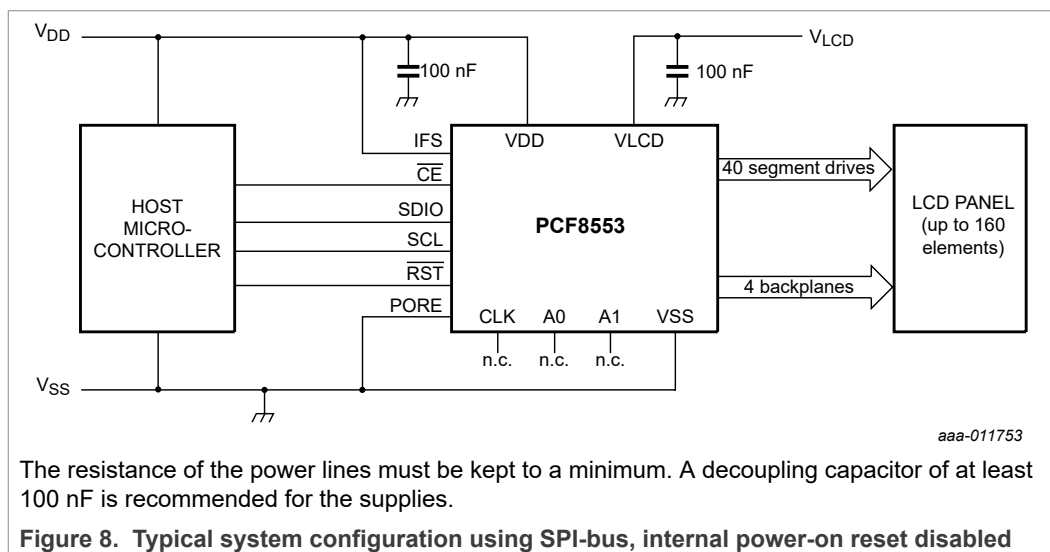 VDD
VLCD
100 nF
100 nF
IFS
VDD
VLCD
CE
40 segment drives
HOST
MICRO-
CONTROLLER
SDIO
PCF8553
LCD PANEL
(up to 160
elements)
SCL
RST
4 backplanes
PORE
CLK
A0
A1
VSS
n.c.
n.c.
n.c.
VSS
aaa-011753
The resistance of the power lines must be kept to a minimum. A decoupling capacitor of at least
100 nF is recommended for the supplies.
Figure 8. Typical system configuration using SPI-bus, internal power-on reset disabled